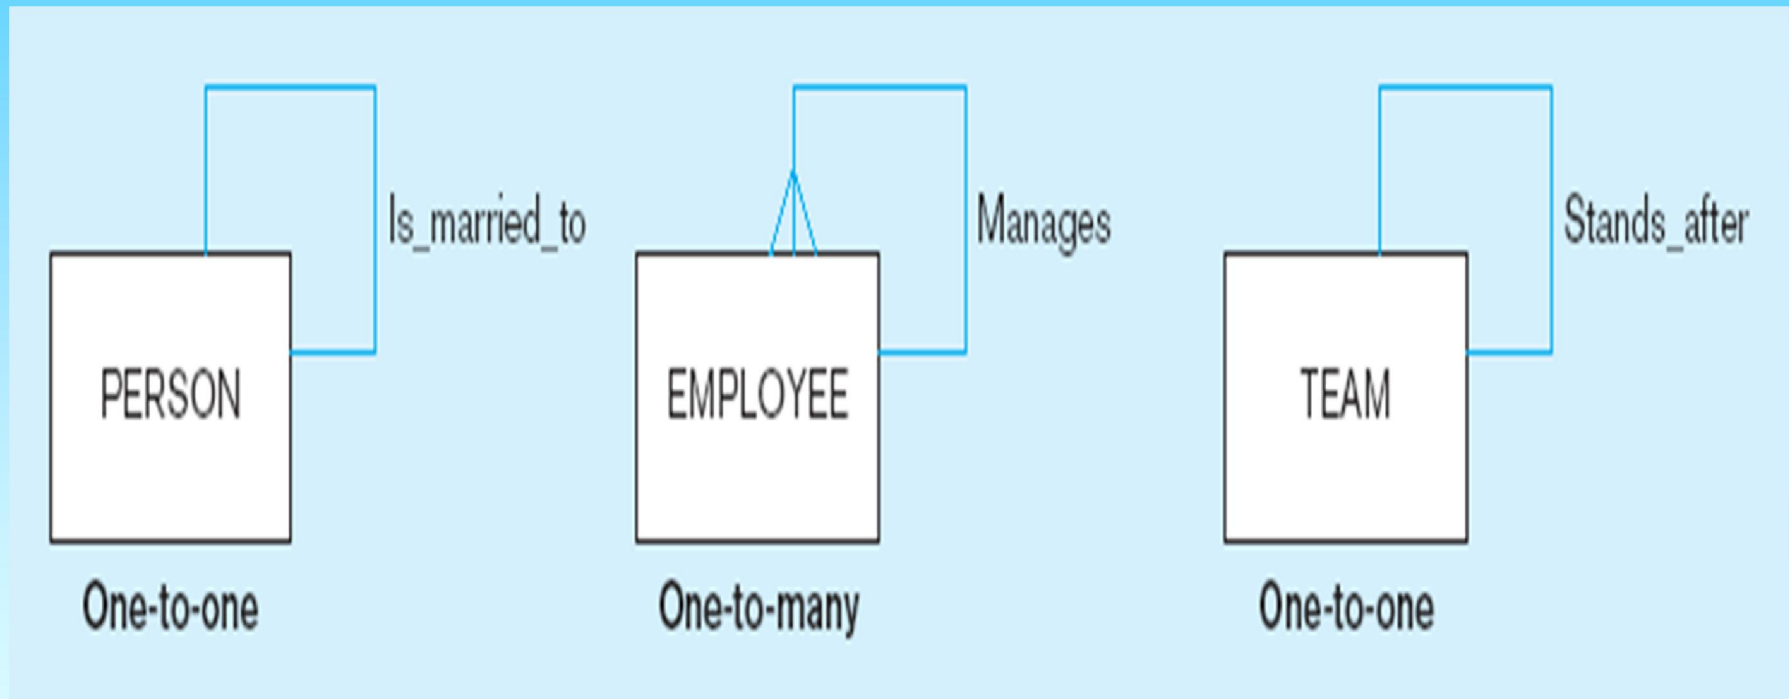 Is_married_to
PERSON
One-to-one
Manages
EMPLOYEE
One-to-many
Stands_after
TEAM
One-to-one